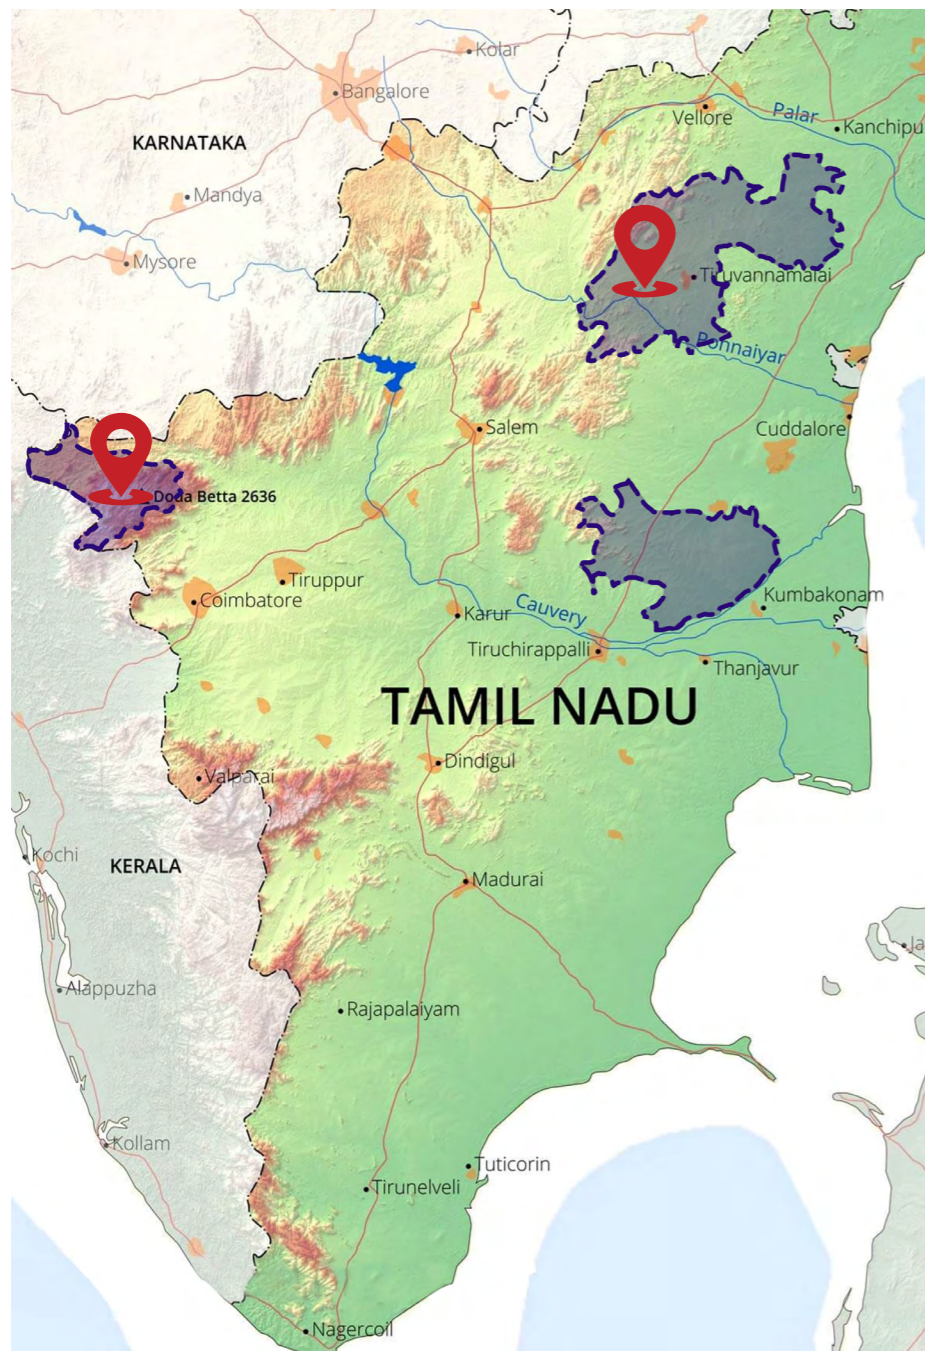 Kolar
Bangalore
Vellore
Palar
Kanchipu
KARNATAKA
Mandya
Mysore
Tiruvannamalai
Ponnaiyar
Salem
Cuddalore
Doda Betta 2636
Tiruppur
Coimbatore
Karur
Cauvery
Kumbakonam
Tiruchirappalli
Thanjavur
TAMIL NADU
Dindigul
Valparai
Kochi
KERALA
Madurai
Ja
Alappuzha
Rajapalaiyam
Kollam
Tuticorin
Tirunelveli
Nagercoil